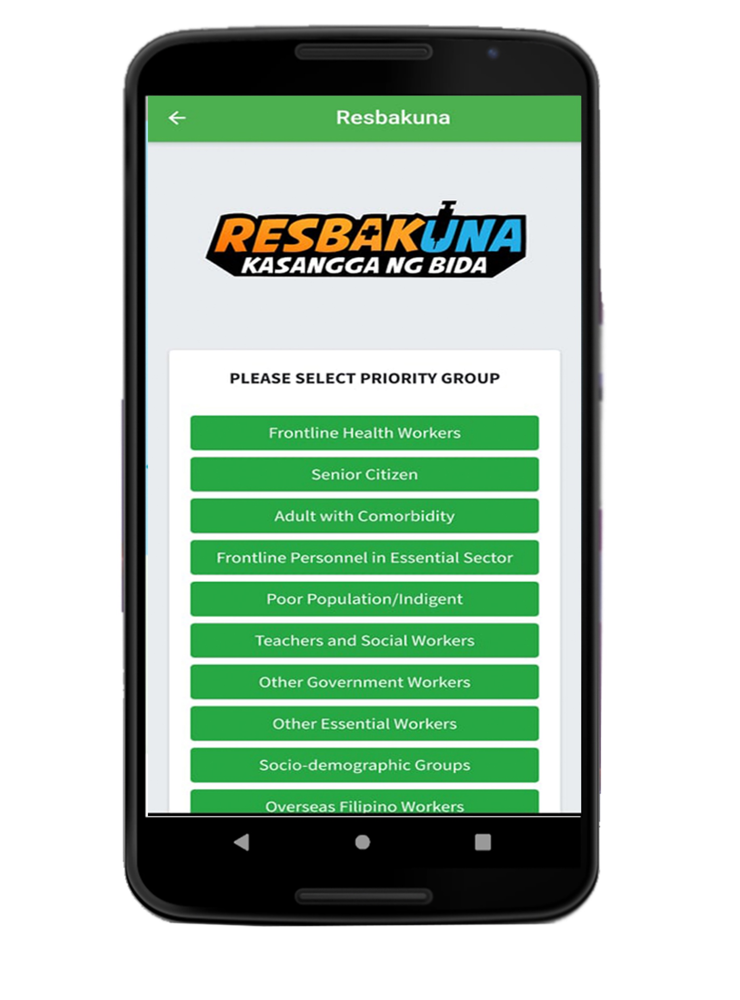 Resbakuna
RESBAKUNA
KASANGGA NG BIDA
PLEASE SELECT PRIORITY GROUP
Frontline Health Workers
Senior Citizen
Adult with Comorbidity
Frontline Personnel in Essential Sector
Poor Population/Indigent
Teachers and Social Workers
Other Government Workers
Other Essential Workers
Socio-demographic Groups
Overseas Filipino Workers